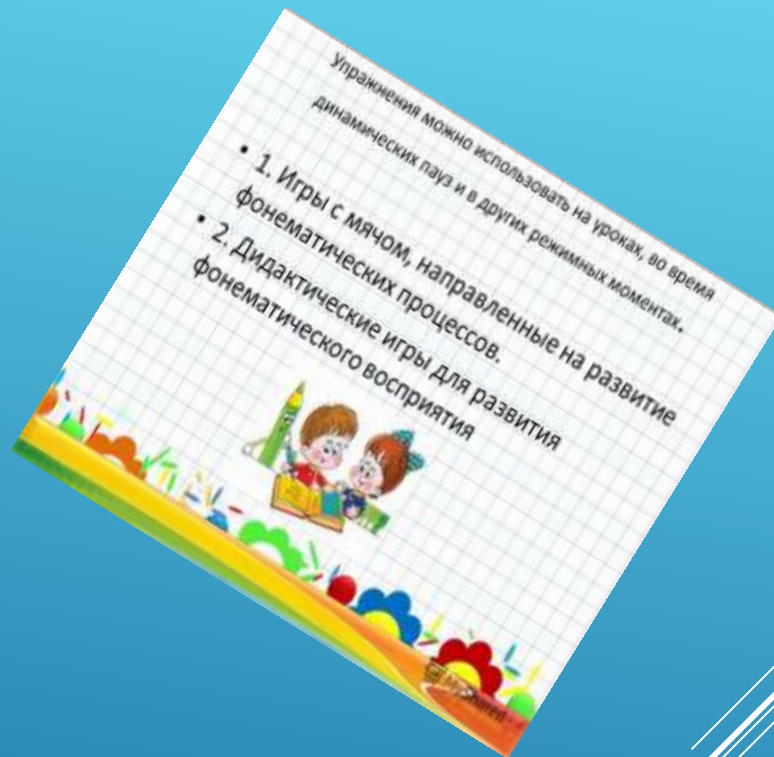 Упражнения можно использовать на уроках, во время
динамических пауз и в других режимных моментах.
• 1. Игры с мячом, направленные на развитие
фонематических процессов.
• 2. Дидактические игры для развития
фонематического восприятия